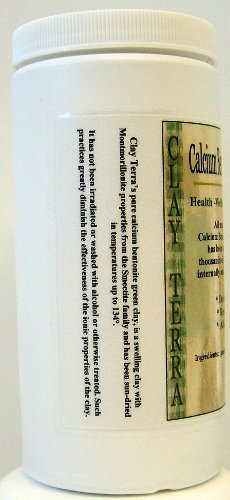 Clay Terra's pure calcium bentonite green clay, is a swelling clay with
Montmorillonite properties from the Smectite family and has been sun-dried
in temperatures up to 134°.
It has not been irradiated or washed with alcohol or otherwise treated. Such
practices greatly diminish the effectiveness of the ionic properties of the clay.
CLAY TERRA
Calcium
Health
All
Calcium
has been
thousands
internally
Ingredients: